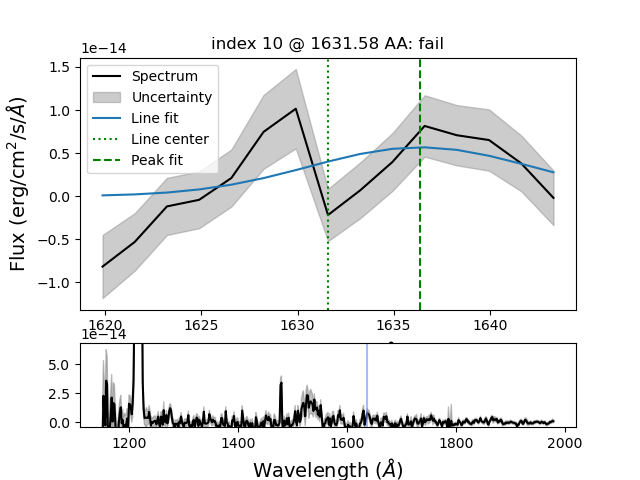 index 10 @ 1631.58 AA: fail
1e−14
Spectrum
Uncertainty
Line fit
Line center
Peak fit
1.5
1.0
0.5
0.0
−0.5
−1.0
Flux (erg/cm²/s/Å)
1620 1625 1630 1635 1640
1e−14
5.0
2.5
0.0
1200 1400 1600 1800 2000
Wavelength (Å)